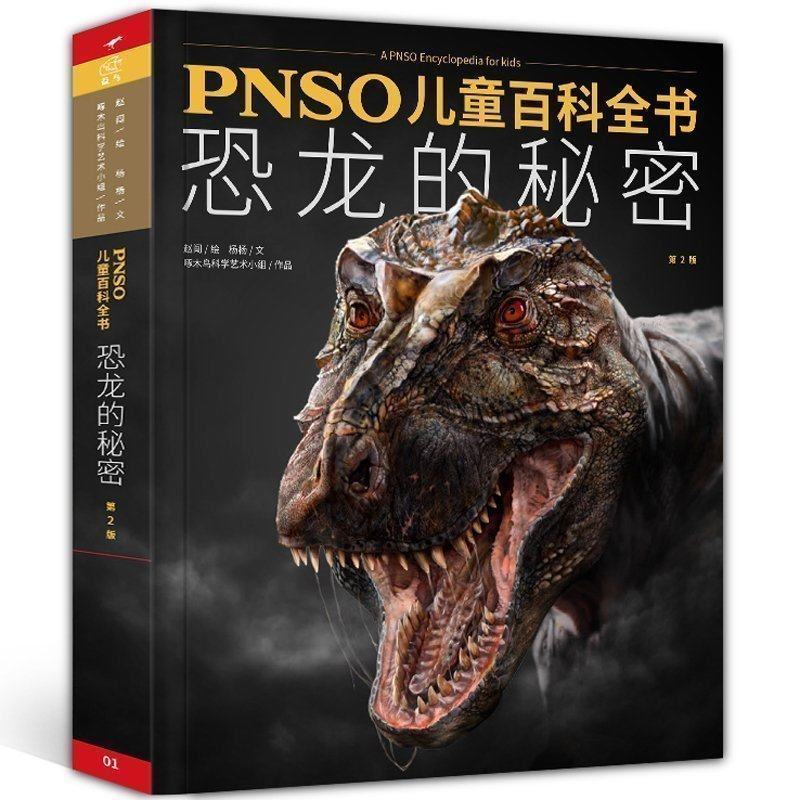 A PNSO Encyclopedia for kids
PNSO儿童百科全书
恐龙的秘密
赵闯/绘 杨杨/文
啄木鸟科学艺术小组/作品
第2版
赵闯/绘 杨杨/文
啄木鸟科学艺术小组/作品
PNSO
儿童百科全书
恐龙的秘密
第2版
01